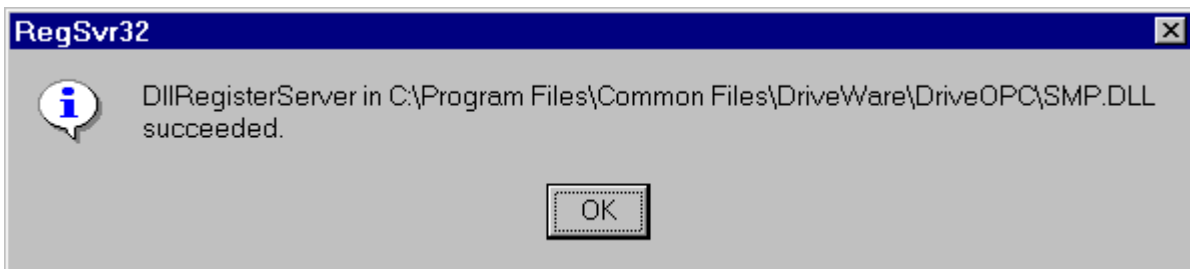 RegSvr32
DllRegisterServer in C:\Program Files\Common Files\DriveWare\DriveOPC\SMP.DLL
succeeded.
OK